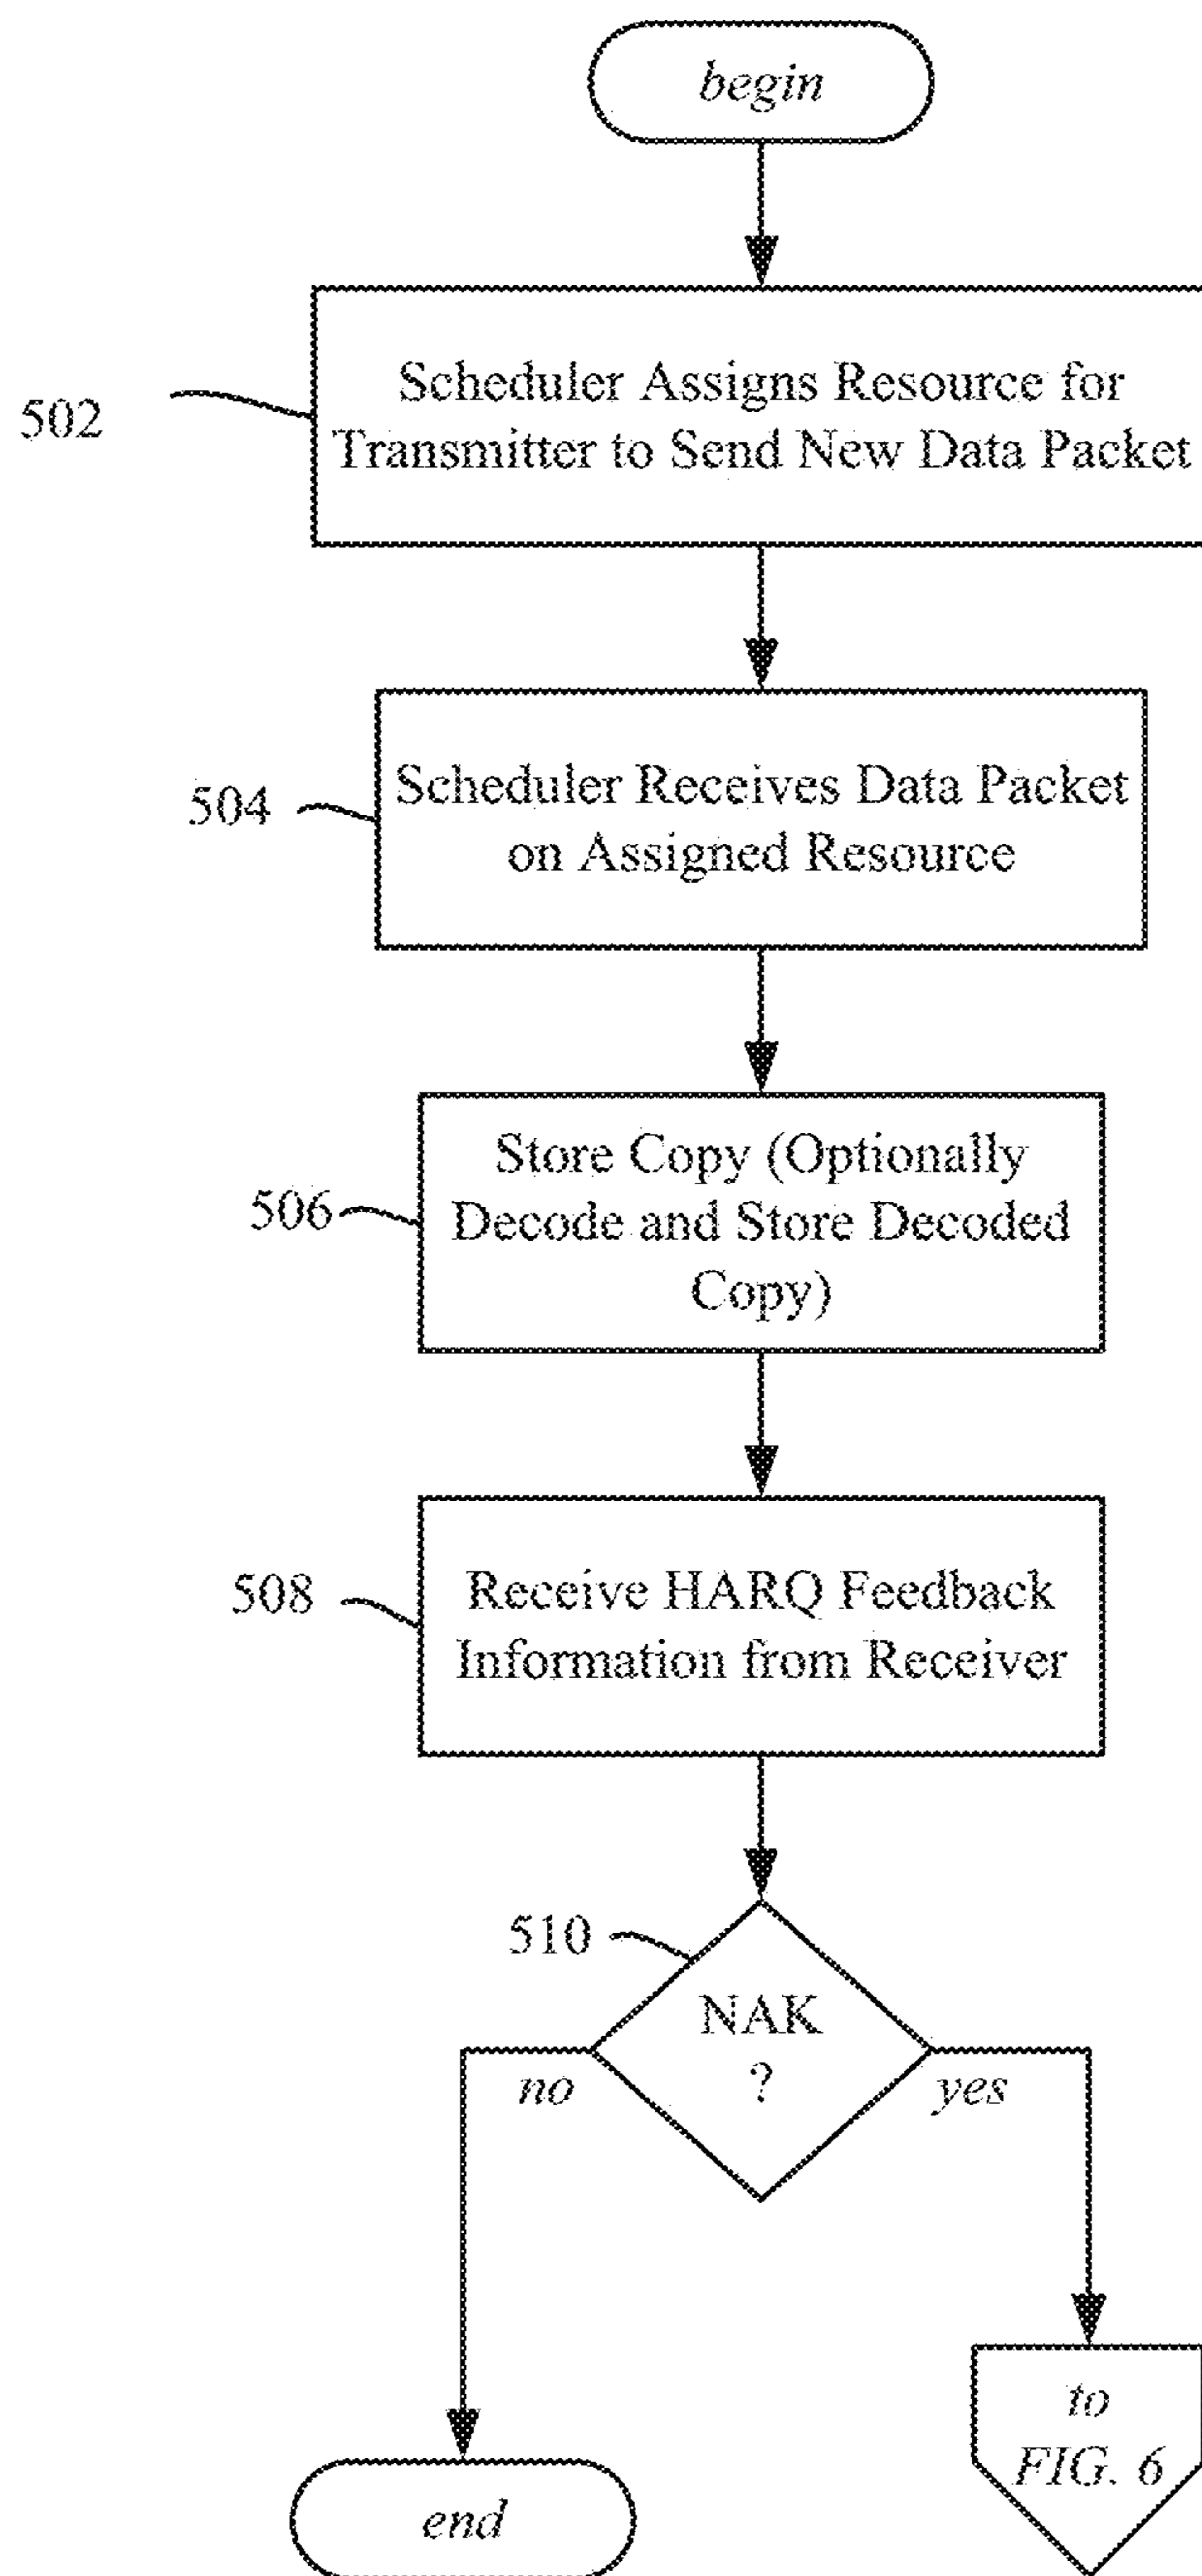 begin
502
Scheduler Assigns Resource for
Transmitter to Send New Data Packet
504
Scheduler Receives Data Packet
on Assigned Resource
506
Store Copy (Optionally
Decode and Store Decoded
Copy)
508
Receive HARQ Feedback
Information from Receiver
510
NAK
?
no
yes
to
FIG. 6
end